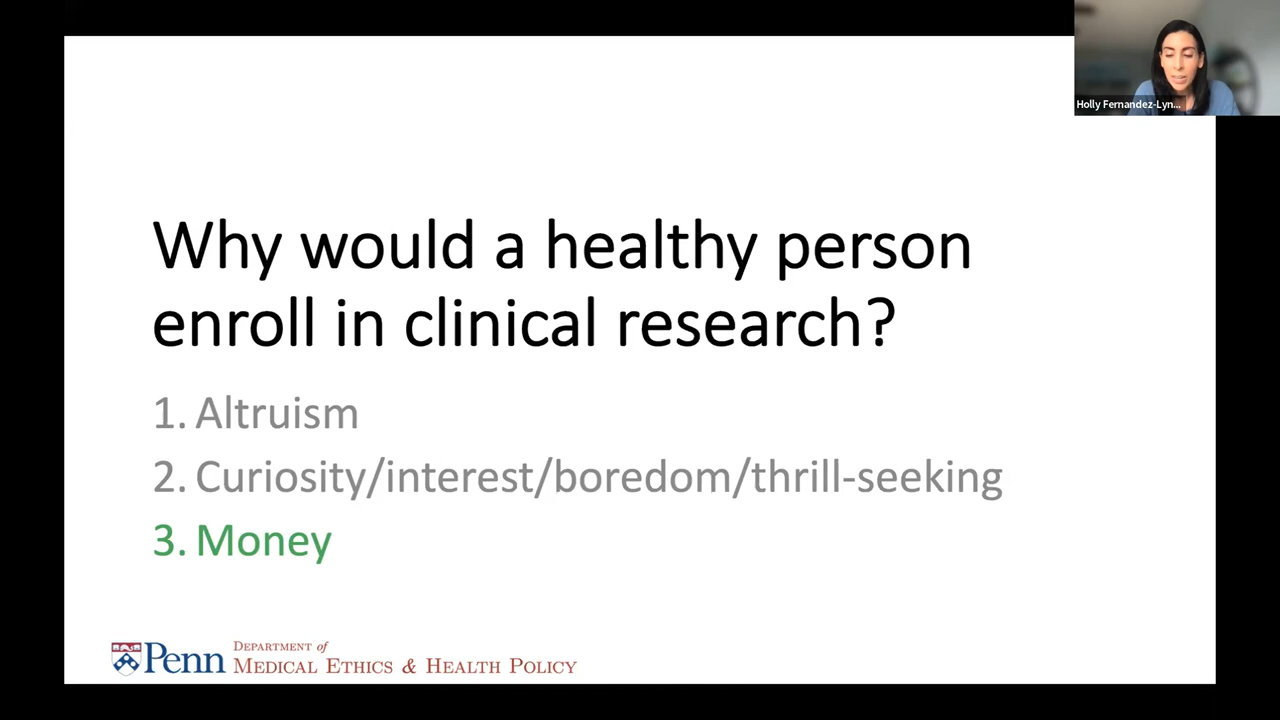 Holly Fernandez-Lyn...
Why would a healthy person
enroll in clinical research?
1. Altruism
2. Curiosity/interest/boredom/thrill-seeking
3. Money
Penn
DEPARTMENT of
MEDICAL ETHICS & HEALTH POLICY